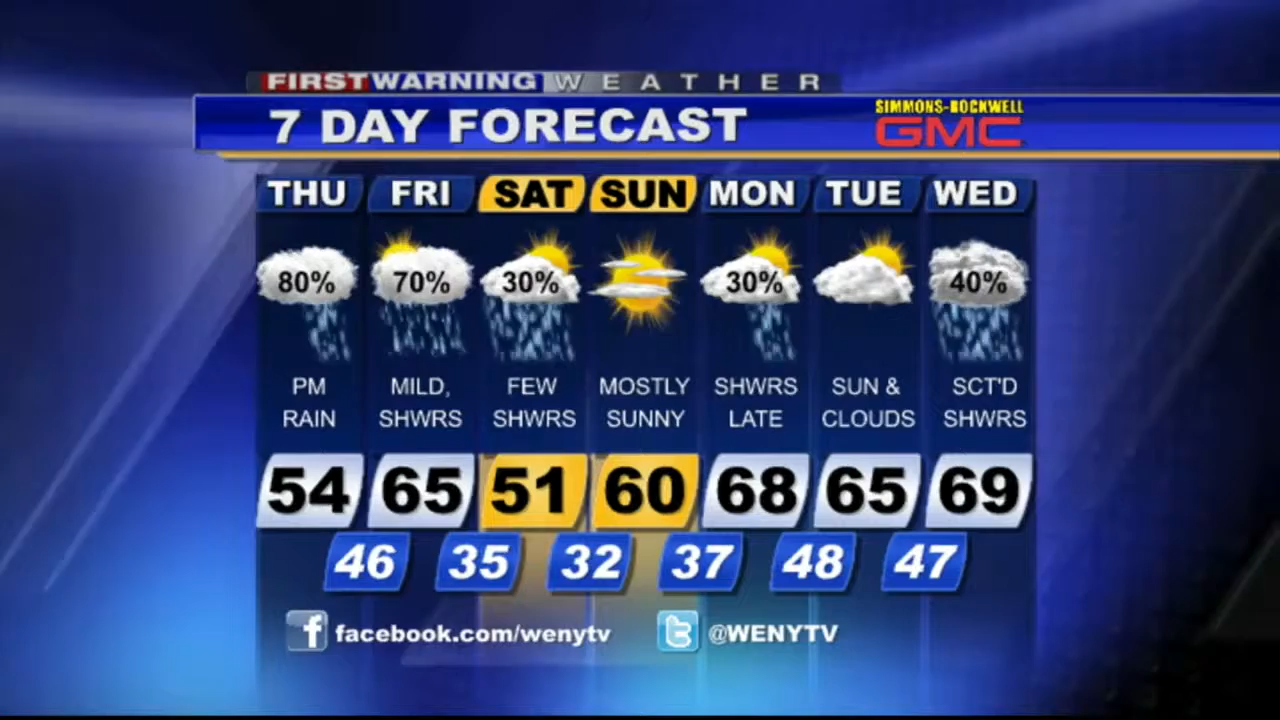 FIRST WARNING WEATHER
7 DAY FORECAST
SIMMONS-ROCKWELL
GMC
THU FRI SAT SUN MON TUE WED
80% 70% 30% 30% 40%
PM MILD, FEW MOSTLY SHWRS SUN & SCT'D
RAIN SHWRS SHWRS SUNNY LATE CLOUDS SHWRS
54 65 51 60 68 65 69
46 35 32 37 48 47
f facebook.com/wenytv t @WENYTV